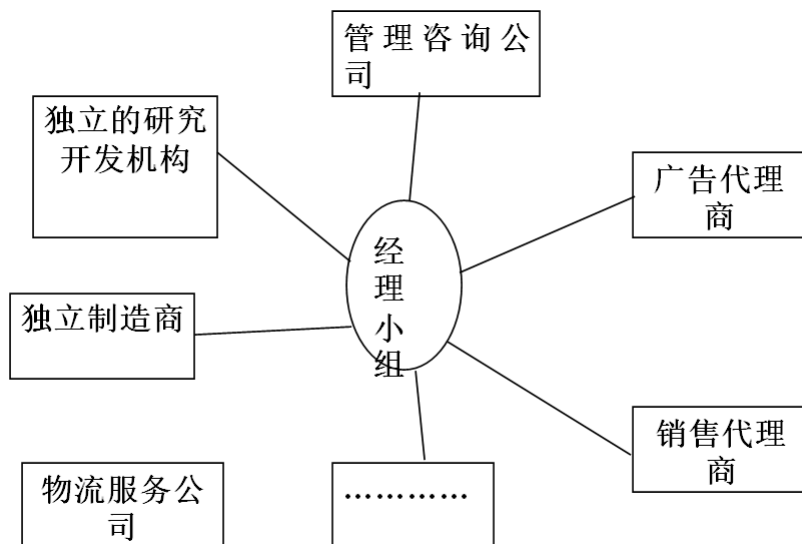 管理咨询公
司
独立的研究
开发机构
广告代理
商
经
理
小
组
独立制造商
销售代理
商
物流服务公
司
…………